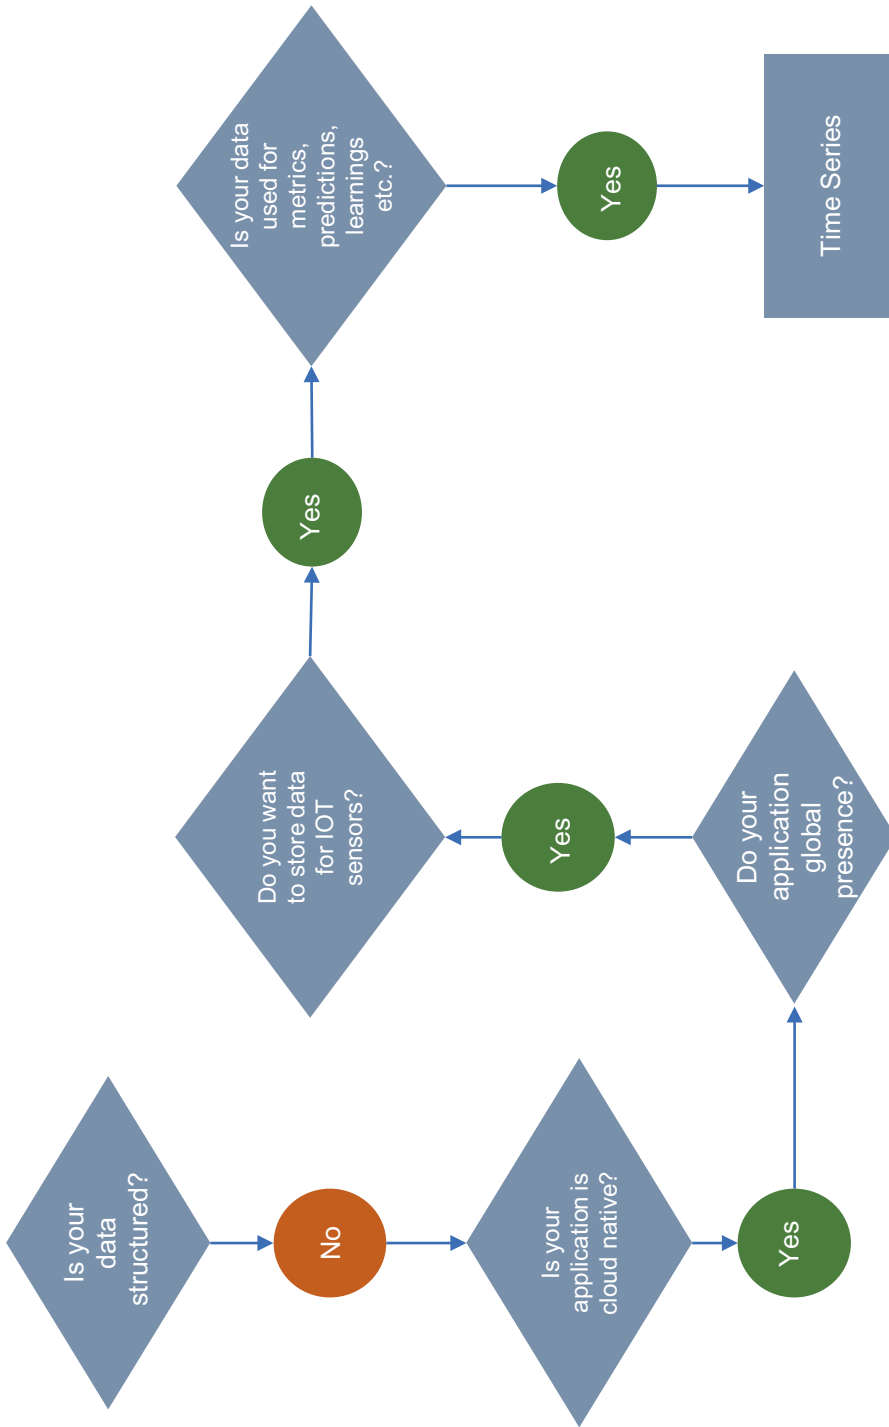 Is your
data
structured?
No
Is your
application is
cloud native?
Yes
Do your
application
global
presence?
Yes
Do you want
to store data
for IOT
sensors?
Yes
Is your data
used for
metrics,
predictions,
learnings
etc.?
Yes
Time Series